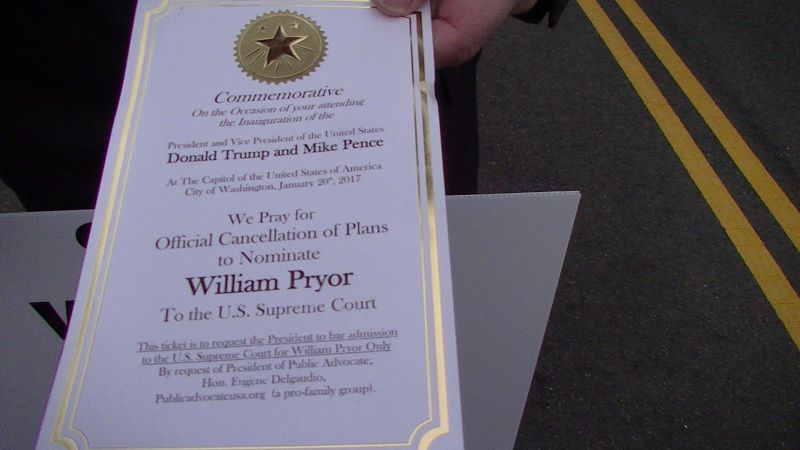 Commemorative
On the Occasion of your attending
the Inauguration of the
President and Vice President of the United States
Donald Trump and Mike Pence
At The Capitol of the United States of America
City of Washington, January 20th, 2017
We Pray for
Official Cancellation of Plans
to Nominate
William Pryor
To the U.S. Supreme Court
This ticket is to request the President to bar admission
to the U.S. Supreme Court for William Pryor Only
By request of President of Public Advocate,
Hon. Eugene Delgaudio,
Publicadvocateusa.org (a pro-family group).